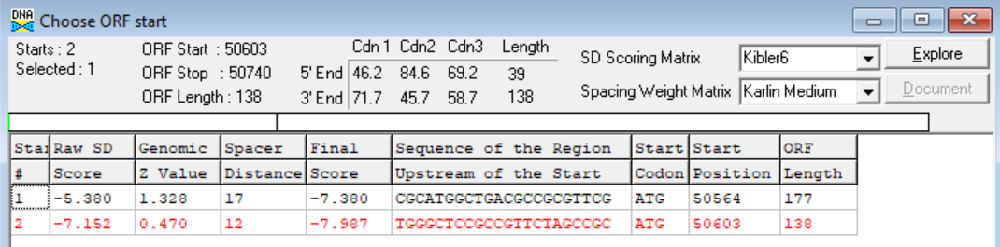 DNA Choose ORF start
Starts : 2 ORF Start : 50603 Cdn 1 Cdn2 Cdn3 Length SD Scoring Matrix Kibler6 Explore
Selected : 1 ORF Stop : 50740 5' End 46.2 84.6 69.2 39 Spacing Weight Matrix Karlin Medium Document
ORF Length : 138 3' End 71.7 45.7 58.7 138
Star Raw SD Genomic Spacer Final Sequence of the Region Start Start ORF
# Score Z Value Distance Score Upstream of the Start Codon Position Length
1 -5.380 1.328 17 -7.380 CGCATGGCTGACGCCGCGTTCG ATG 50564 177
2 -7.152 0.470 12 -7.987 TGGGCTCCGCCGTTCTAGCCGC ATG 50603 138